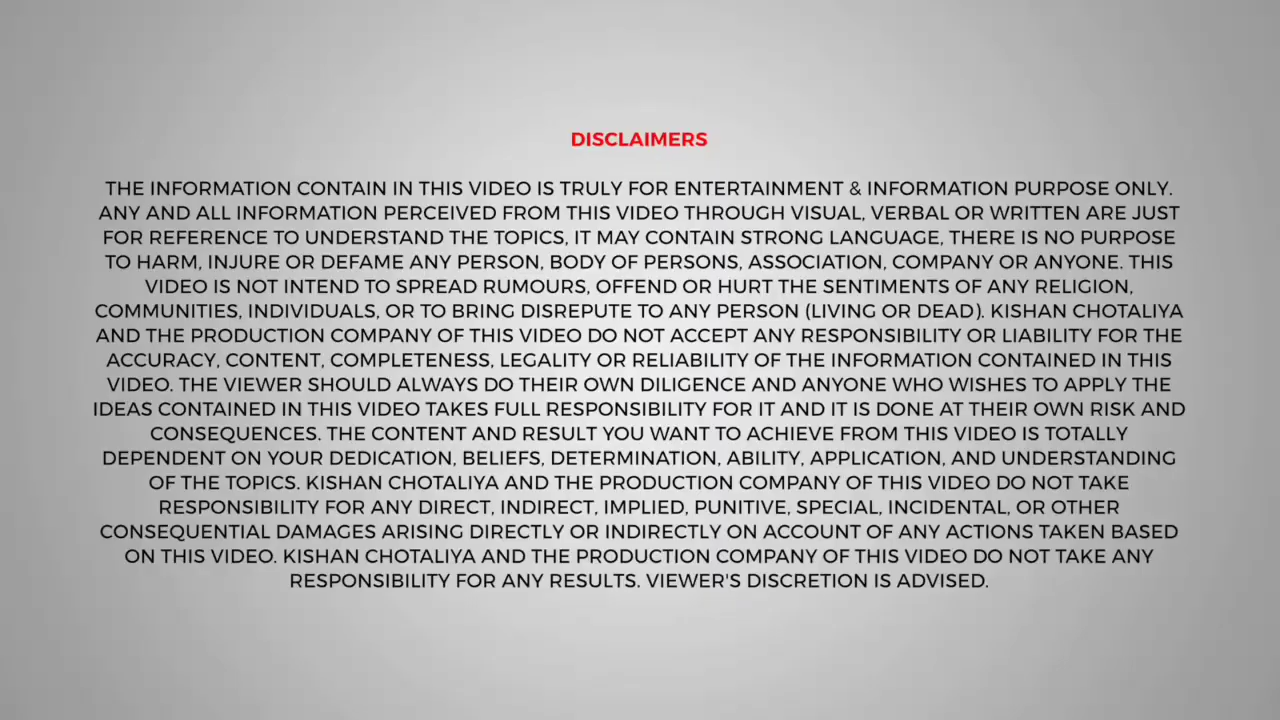 DISCLAIMERS
THE INFORMATION CONTAIN IN THIS VIDEO IS TRULY FOR ENTERTAINMENT & INFORMATION PURPOSE ONLY.
ANY AND ALL INFORMATION PERCEIVED FROM THIS VIDEO THROUGH VISUAL, VERBAL OR WRITTEN ARE JUST
FOR REFERENCE TO UNDERSTAND THE TOPICS, IT MAY CONTAIN STRONG LANGUAGE, THERE IS NO PURPOSE
TO HARM, INJURE OR DEFAME ANY PERSON, BODY OF PERSONS, ASSOCIATION, COMPANY OR ANYONE. THIS
VIDEO IS NOT INTEND TO SPREAD RUMOURS, OFFEND OR HURT THE SENTIMENTS OF ANY RELIGION,
COMMUNITIES, INDIVIDUALS, OR TO BRING DISREPUTE TO ANY PERSON (LIVING OR DEAD). KISHAN CHOTALIYA
AND THE PRODUCTION COMPANY OF THIS VIDEO DO NOT ACCEPT ANY RESPONSIBILITY OR LIABILITY FOR THE
ACCURACY, CONTENT, COMPLETENESS, LEGALITY OR RELIABILITY OF THE INFORMATION CONTAINED IN THIS
VIDEO. THE VIEWER SHOULD ALWAYS DO THEIR OWN DILIGENCE AND ANYONE WHO WISHES TO APPLY THE
IDEAS CONTAINED IN THIS VIDEO TAKES FULL RESPONSIBILITY FOR IT AND IT IS DONE AT THEIR OWN RISK AND
CONSEQUENCES. THE CONTENT AND RESULT YOU WANT TO ACHIEVE FROM THIS VIDEO IS TOTALLY
DEPENDENT ON YOUR DEDICATION, BELIEFS, DETERMINATION, ABILITY, APPLICATION, AND UNDERSTANDING
OF THE TOPICS. KISHAN CHOTALIYA AND THE PRODUCTION COMPANY OF THIS VIDEO DO NOT TAKE
RESPONSIBILITY FOR ANY DIRECT, INDIRECT, IMPLIED, PUNITIVE, SPECIAL, INCIDENTAL, OR OTHER
CONSEQUENTIAL DAMAGES ARISING DIRECTLY OR INDIRECTLY ON ACCOUNT OF ANY ACTIONS TAKEN BASED
ON THIS VIDEO. KISHAN CHOTALIYA AND THE PRODUCTION COMPANY OF THIS VIDEO DO NOT TAKE ANY
RESPONSIBILITY FOR ANY RESULTS. VIEWER'S DISCRETION IS ADVISED.